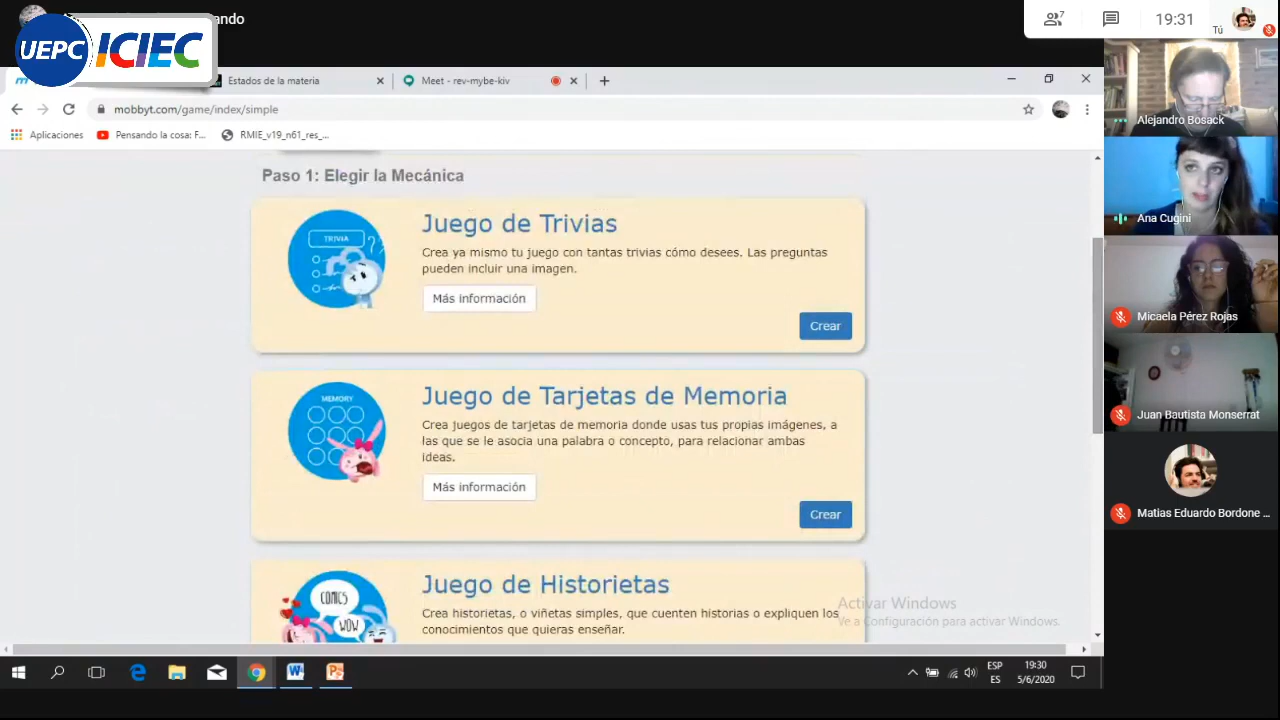 ando
7
19:31
Tú
UEPC ICIEC
Estados de la materia
Meet - rev-mybe-kiv
mobbyt.com/game/index/simple
Aplicaciones
Pensando la cosa: F...
RMIE_v19_n61_res_...
Paso 1: Elegir la Mecánica
TRIVIA
Juego de Trivias
Crea ya mismo tu juego con tantas trivias cómo desees. Las preguntas
pueden incluir una imagen.
Más información
Crear
MEMORY
Juego de Tarjetas de Memoria
Crea juegos de tarjetas de memoria donde usas tus propias imágenes, a
las que se le asocia una palabra o concepto, para relacionar ambas
ideas.
Más información
Crear
COMICS
WOW
Juego de Historietas
Crea historietas, o viñetas simples, que cuenten historias o expliquen los
conocimientos que quieras enseñar.
Activar Windows
Ve a Configuración para activar Windows.
Alejandro Bosack
Ana Cugini
Micaela Pérez Rojas
Juan Bautista Monserrat
Matias Eduardo Bordone ...
ESP
ES
19:30
5/6/2020